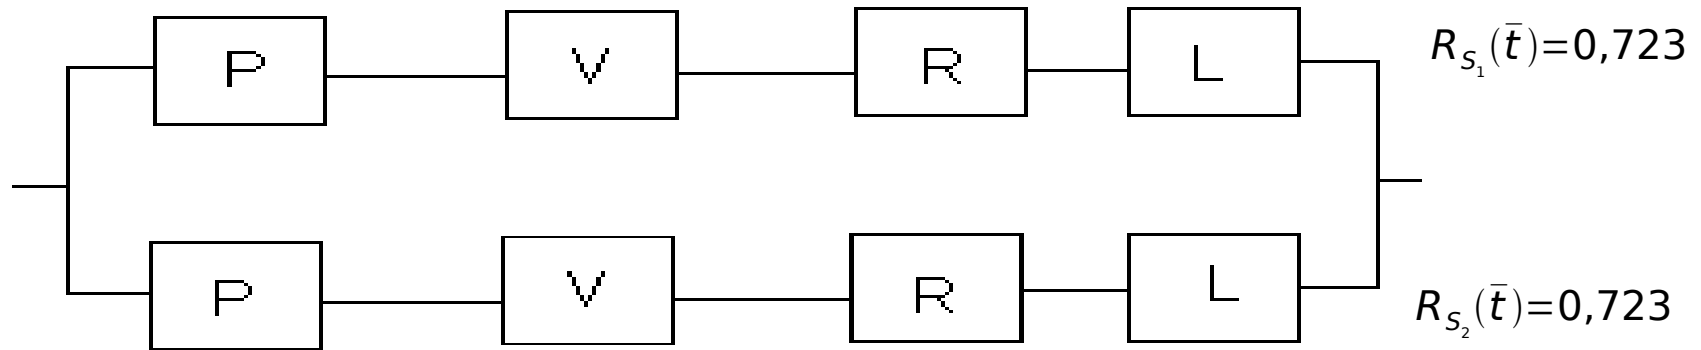 P V R L R_{S_1}(t̄)=0,723
P V R L R_{S_2}(t̄)=0,723